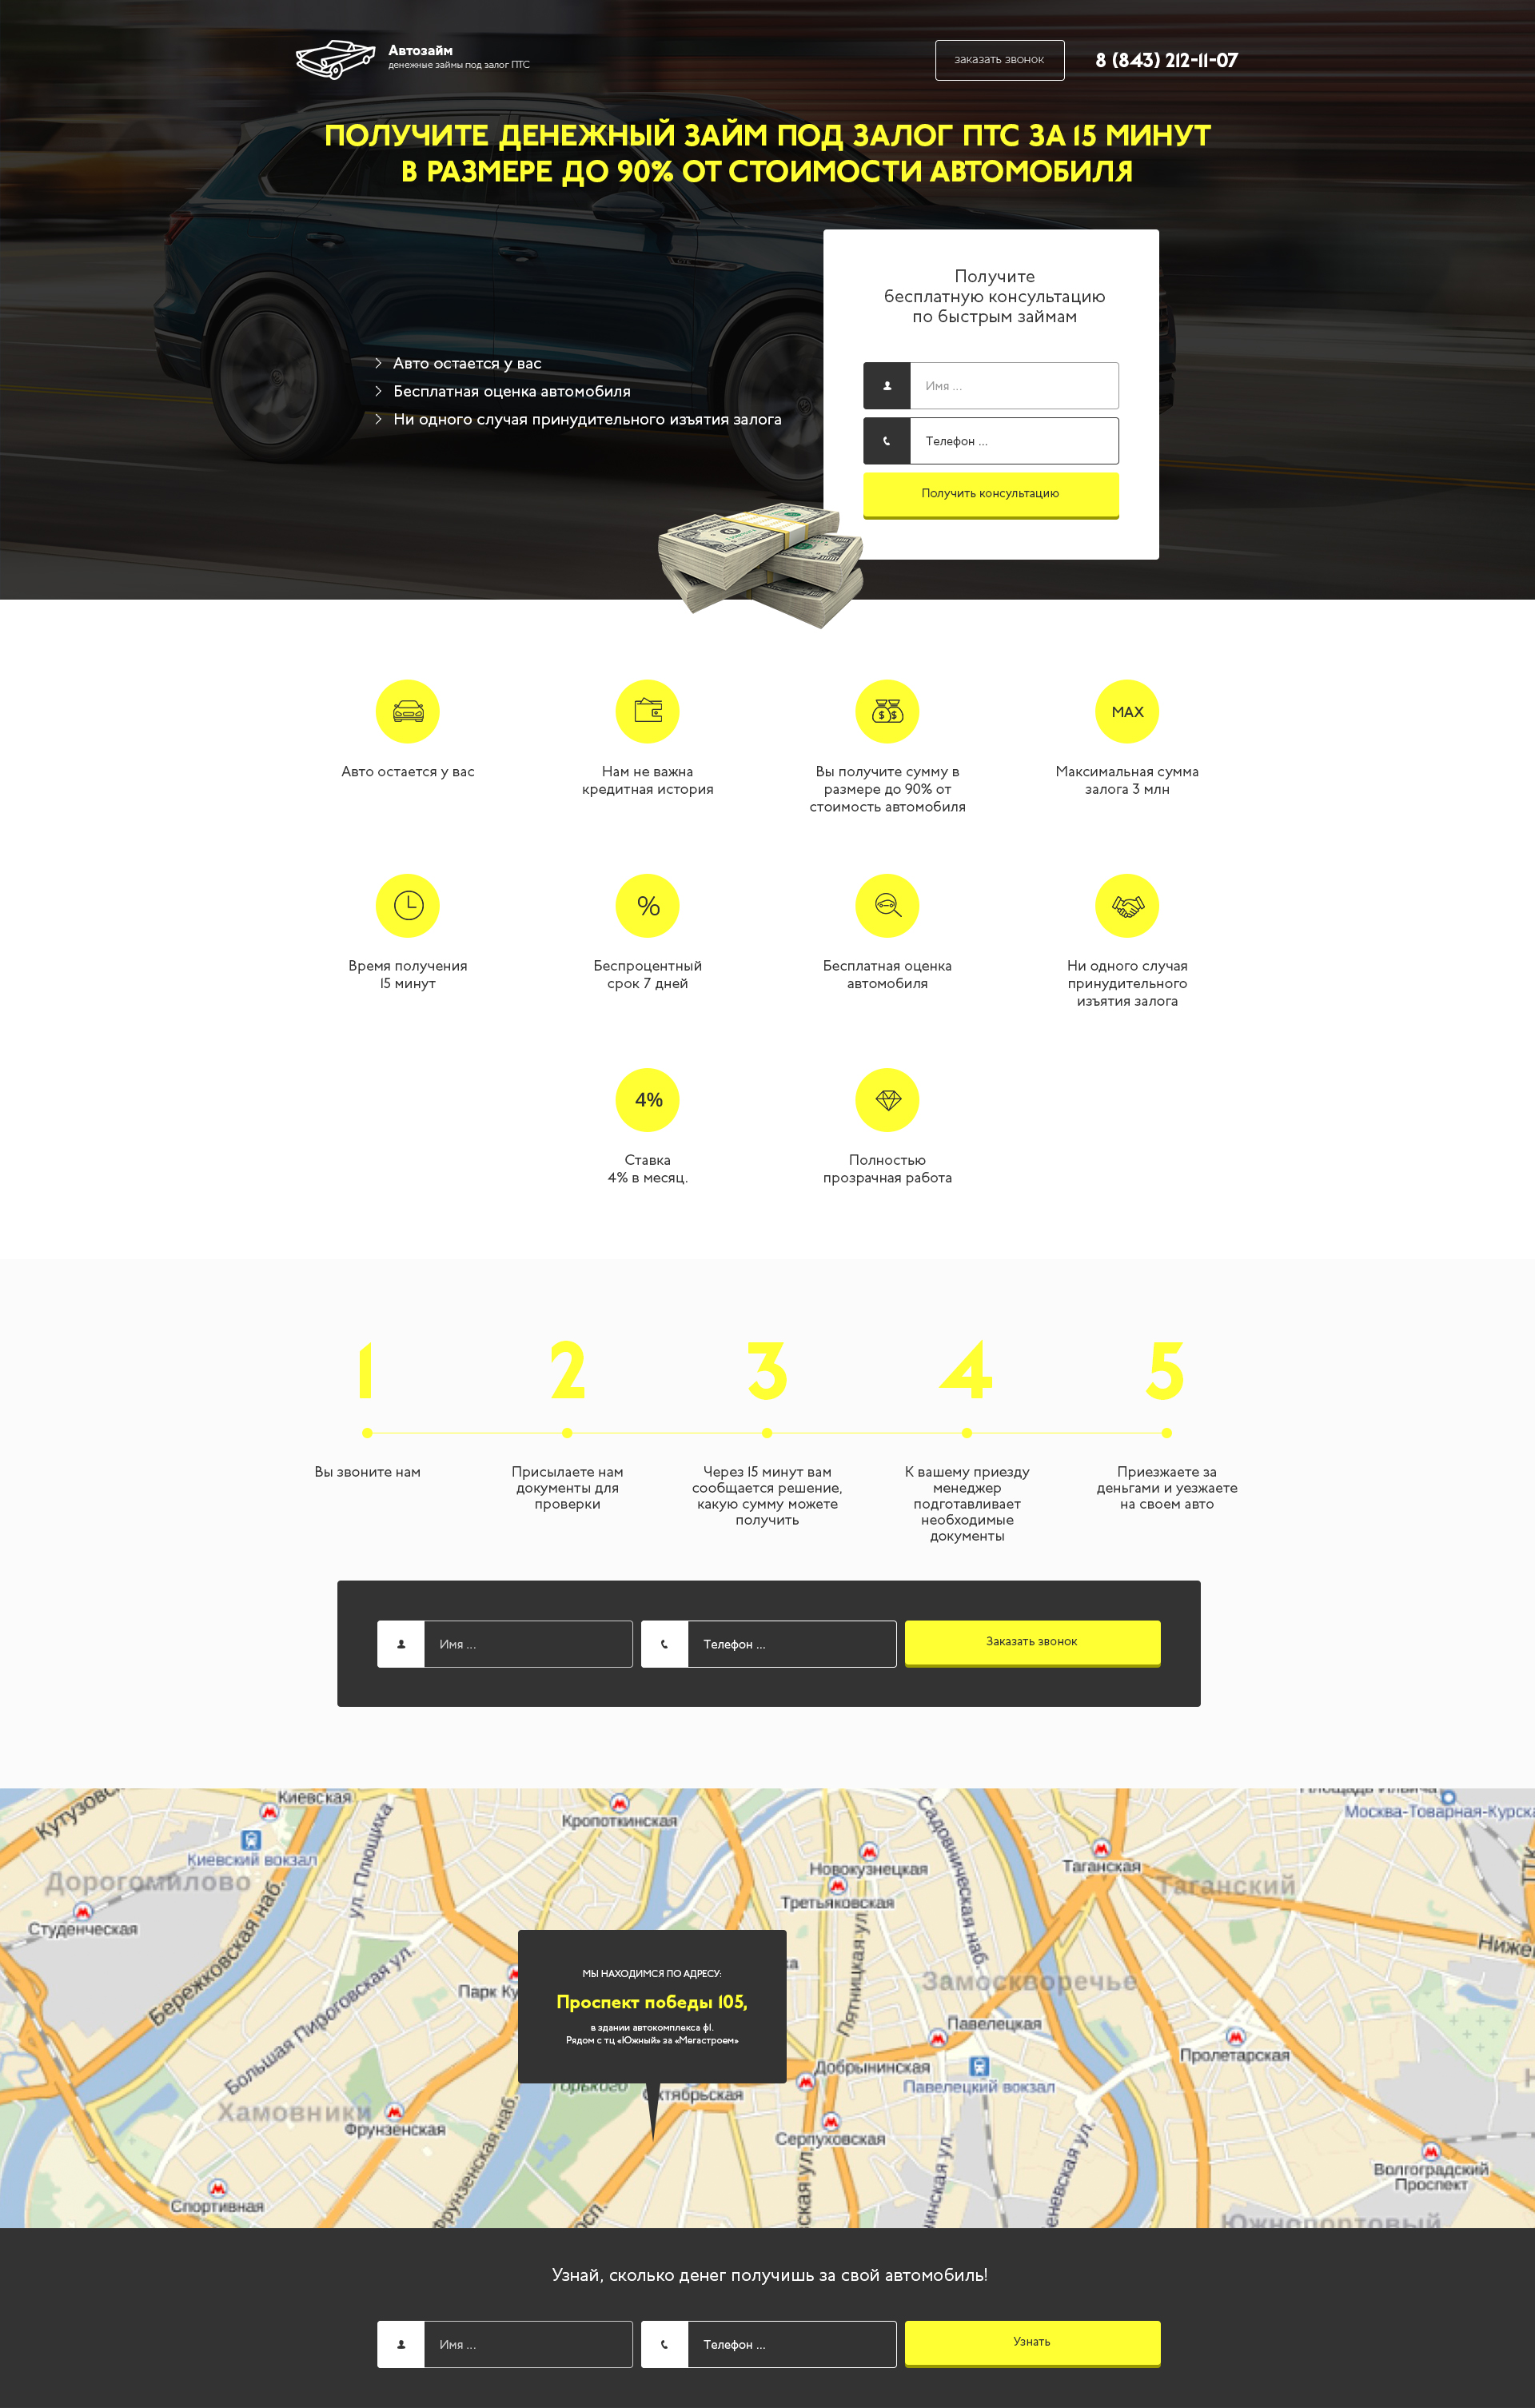 Автозайм
денежные займы под залог ПТС
заказать звонок
8 (843) 212-11-07
ПОЛУЧИТЕ ДЕНЕЖНЫЙ ЗАЙМ ПОД ЗАЛОГ ПТС ЗА 15 МИНУТ
В РАЗМЕРЕ ДО 90% ОТ СТОИМОСТИ АВТОМОБИЛЯ
Авто остается у вас
Бесплатная оценка автомобиля
Ни одного случая принудительного изъятия залога
Получите
бесплатную консультацию
по быстрым займам
Имя ...
Телефон ...
Получить консультацию
Авто остается у вас
Нам не важна
кредитная история
Вы получите сумму в
размере до 90% от
стоимость автомобиля
MAX
Максимальная сумма
залога 3 млн
Время получения
15 минут
%
Беспроцентный
срок 7 дней
Бесплатная оценка
автомобиля
Ни одного случая
принудительного
изъятия залога
4%
Ставка
4% в месяц.
Полностью
прозрачная работа
1
2
3
4
5
Вы звоните нам
Присылаете нам
документы для
проверки
Через 15 минут вам
сообщается решение,
какую сумму можете
получить
К вашему приезду
менеджер
подготавливает
необходимые
документы
Приезжаете за
деньгами и уезжаете
на своем авто
Имя ...
Телефон ...
Заказать звонок
Киевская
Киевский вокзал
Дорогомилово
Студенческая
Бережковская наб.
ул. Плющиха
Большая Пироговская ул.
Хамовники
Фрунзенская
Фрунзенская наб.
Спортивная
Кропоткинская
Парк
МЫ НАХОДИМСЯ ПО АДРЕСУ:
Проспект победы 105,
в здании автокомплекса ф1.
Рядом с тц «Южный» за «Мегастроем»
Горького
Октябрьская
Новокузнецкая
Третьяковская
Пятницкая ул.
Садовническая наб.
Замоскворечье
Павелецкая
Добрынинская
Павелецкий вокзал
Серпуховская
Таганская
Таганский
Площадь Ильича
Москва-Товарная-Курска
Пролетарская
Волгоградский
Проспект
Южнопортовый
Узнай, сколько денег получишь за свой автомобиль!
Имя ...
Телефон ...
Узнать